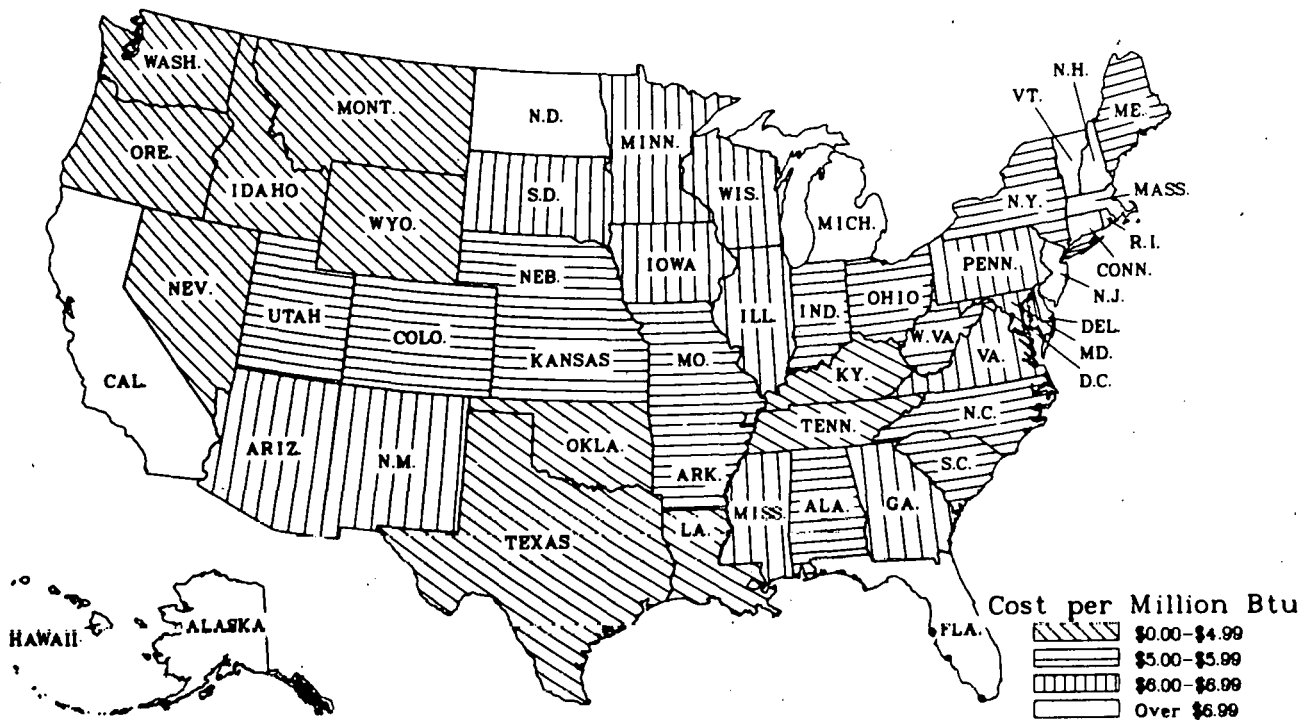 WASH.
MONT.
N.D.
MINN.
N.H.
VT.
ME.
ORE.
IDAHO
S.D.
WIS.
MICH.
N.Y.
MASS.
WYO.
R.I.
IOWA
PENN.
CONN.
NEB.
N.J.
NEV.
UTAH
COLO.
ILL.
IND.
OHIO
DEL.
W.VA
MD.
KANSAS
MO.
VA.
D.C.
CAL.
KY.
N.C.
TENN.
ARIZ.
N.M.
OKLA.
ARK.
S.C.
MISS.
ALA.
GA.
TEXAS
LA.
HAWAII
ALASKA
FLA.
Cost per Million Btu
$0.00-$4.99
$5.00-$5.99
$6.00-$6.99
Over $6.99